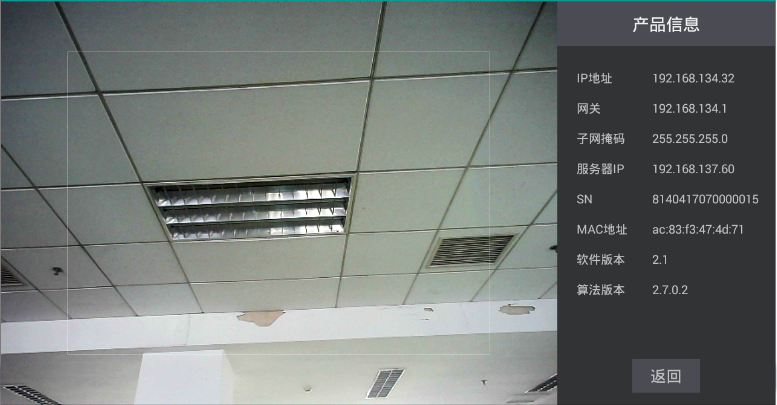 产品信息
IP地址 192.168.134.32
网关 192.168.134.1
子网掩码 255.255.255.0
服务器IP 192.168.137.60
SN 8140417070000015
MAC地址 ac:83:f3:47:4d:71
软件版本 2.1
算法版本 2.7.0.2
返回